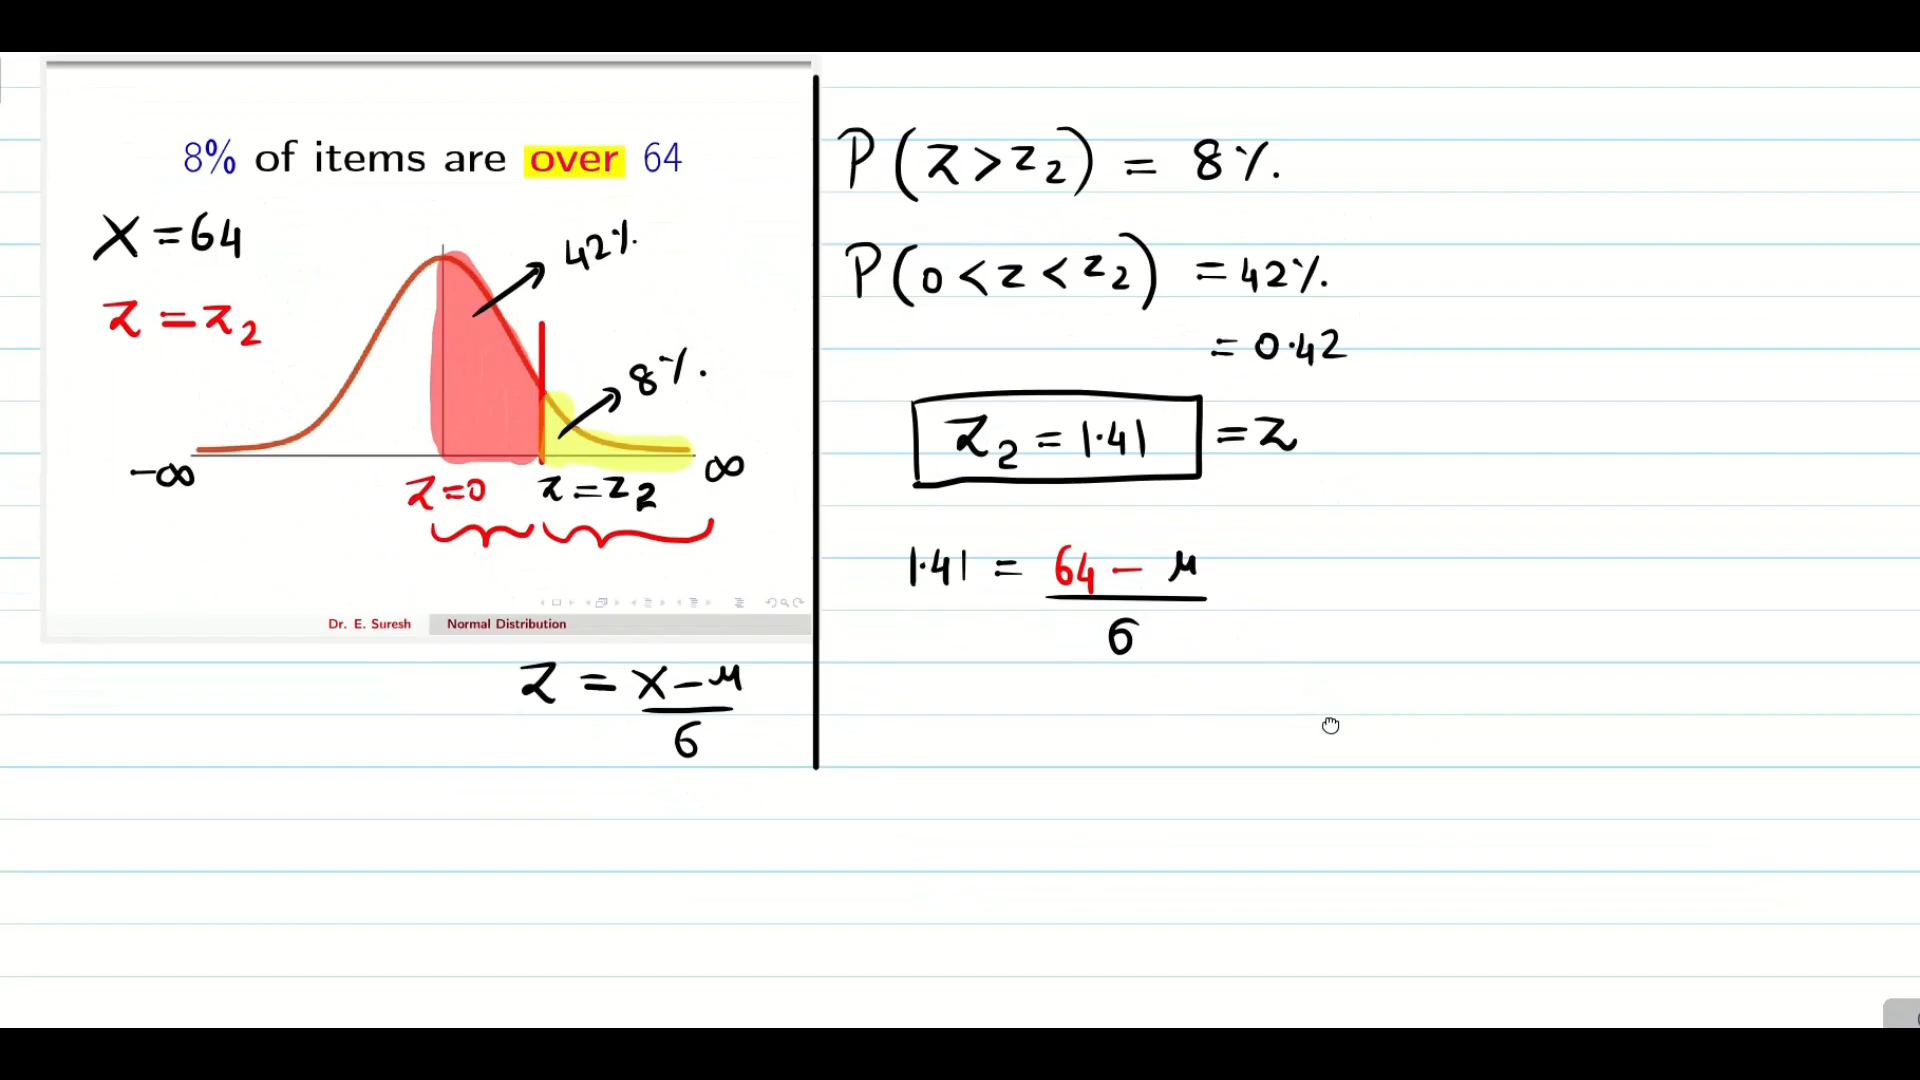 8% of items are over 64
X = 64
z = z₂
42%.
8%.
-∞
∞
z=0
z = z₂
Dr. E. Suresh
Normal Distribution
z = x - μ
6
P(z > z₂) = 8%.
P(0 < z < z₂) = 42%.
= 0.42
z₂ = 1.41 = z
1.41 = 64 - μ
6